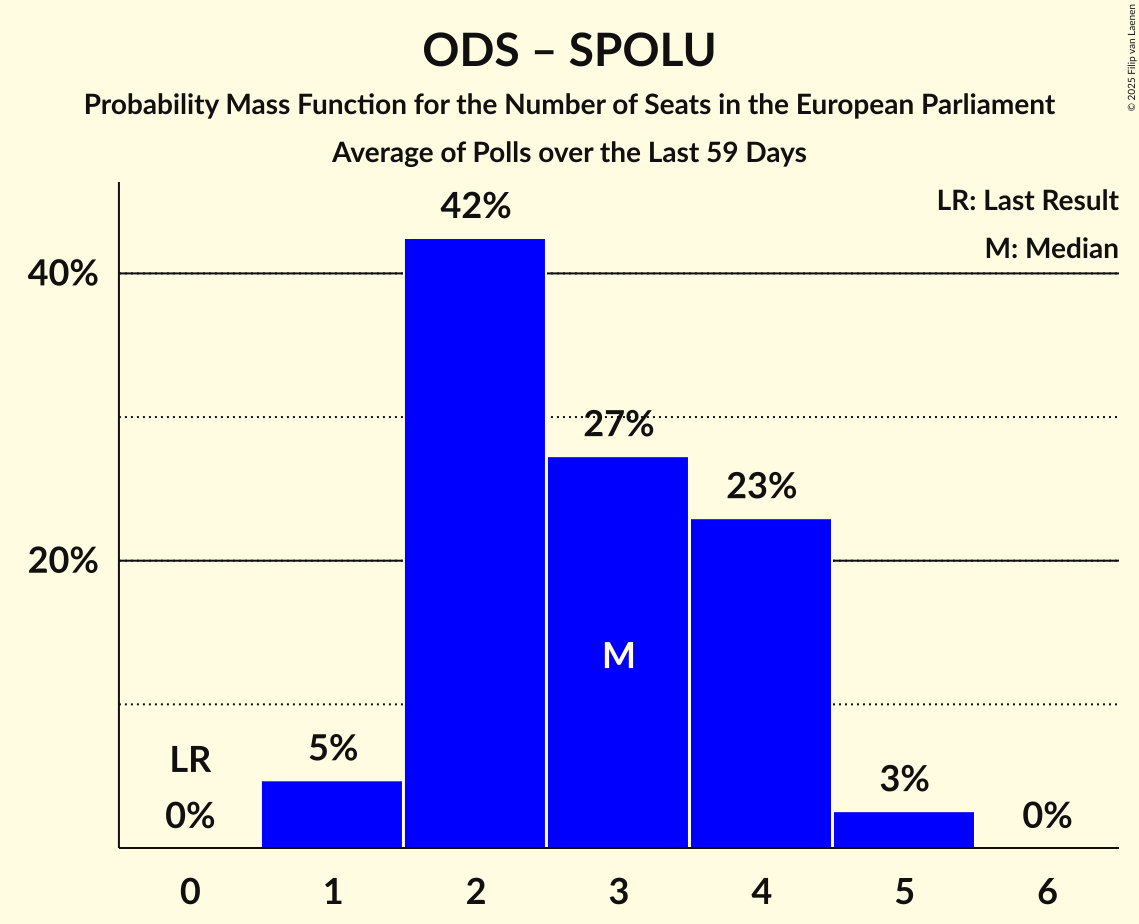 ODS – SPOLU
Probability Mass Function for the Number of Seats in the European Parliament
Average of Polls over the Last 59 Days
© 2025 Filip van Laenen
LR: Last Result
M: Median
42%
40%
27%
23%
20%
M
LR
5%
3%
0%
0%
0 1 2 3 4 5 6